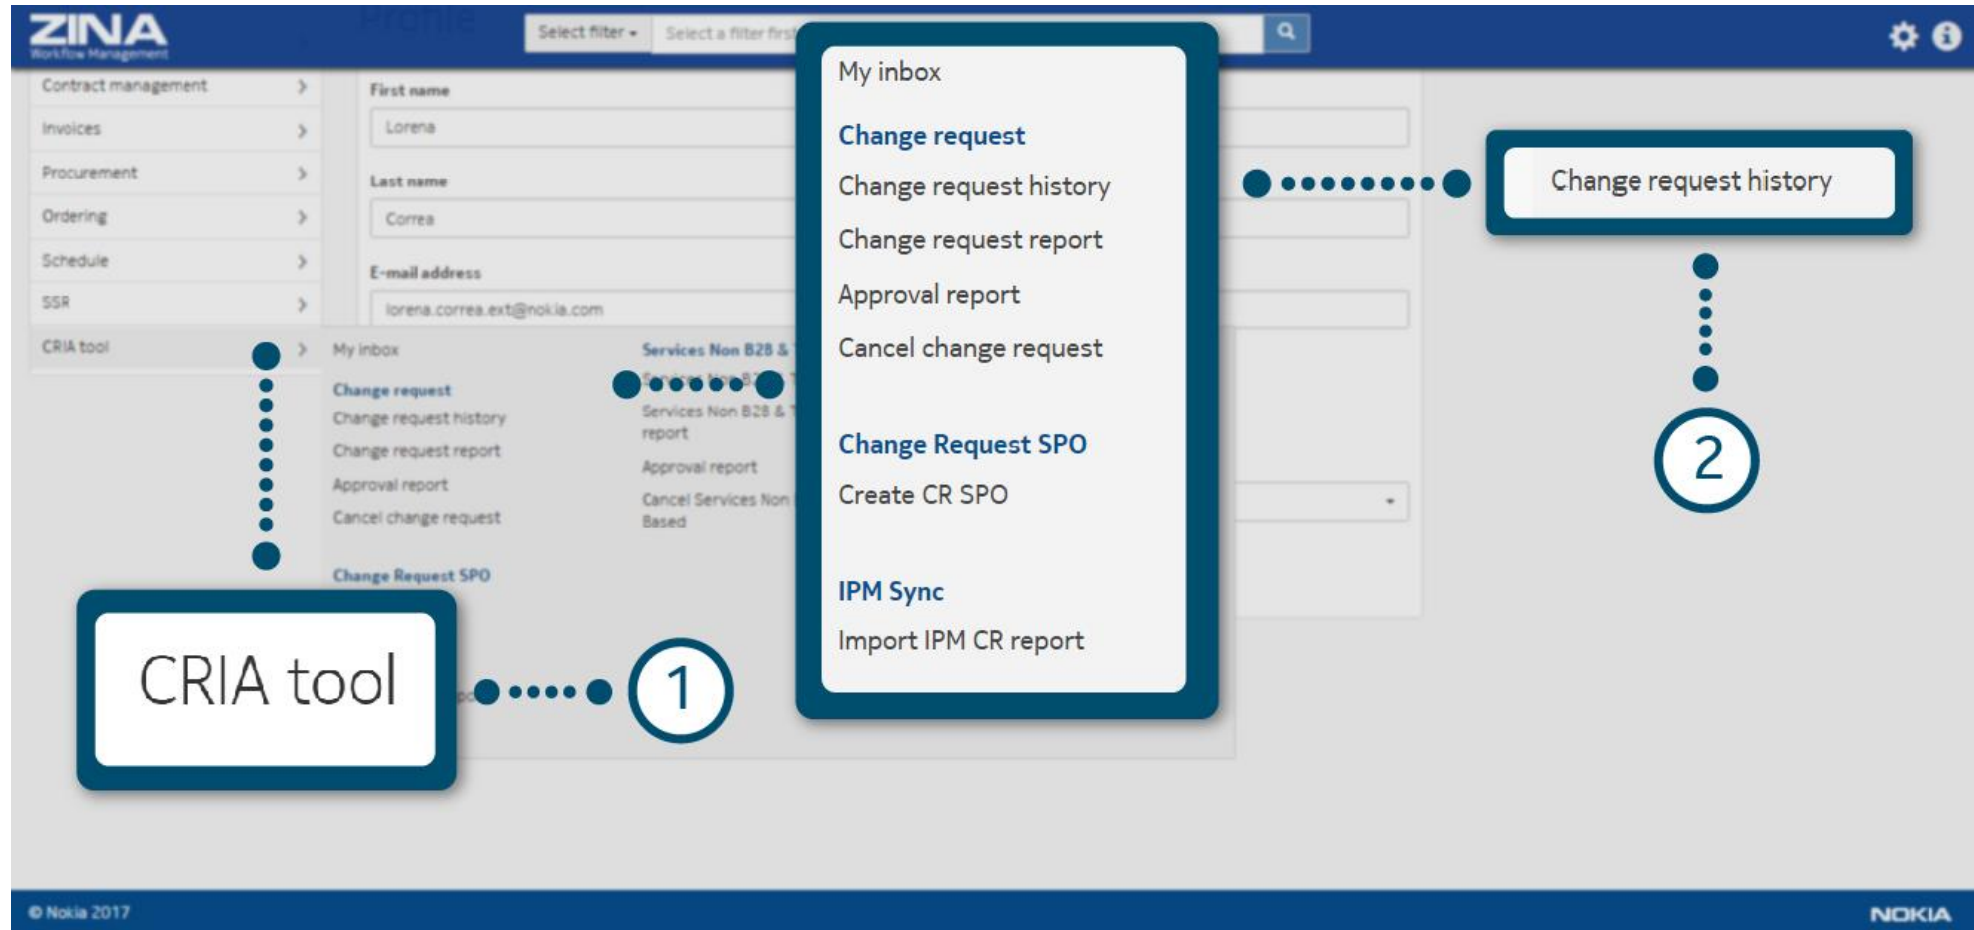 Profile
ZINA
Workflow Management
Select filter
Select a filter first
Contract management
Invoices
Procurement
Ordering
Schedule
SSR
CRIA tool
First name
Lorena
Last name
Correa
E-mail address
lorena.correa.ext@nokia.com
My inbox
Change request
Change request history
Change request report
Approval report
Cancel change request
Change Request SPO
Services Non B2B &
Services Non B2B &
report
Approval report
Cancel Services Non
Based
My inbox
Change request
Change request history
Change request report
Approval report
Cancel change request
Change Request SPO
Create CR SPO
IPM Sync
Import IPM CR report
Change request history
2
CRIA tool
1
© Nokia 2017
NOKIA